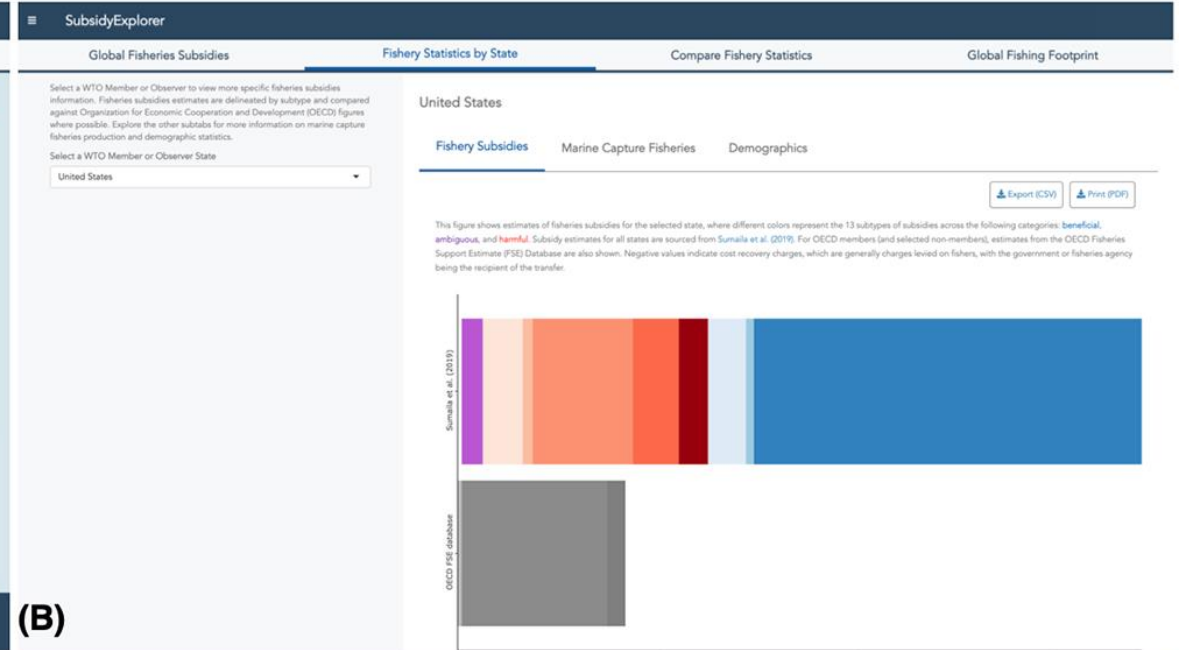 SubsidyExplorer
Global Fisheries Subsidies
Fishery Statistics by State
Compare Fishery Statistics
Global Fishing Footprint
Select a WTO Member or Observer to view more specific fisheries subsidies
information. Fisheries subsidies estimates are delineated by subtype and compared
against Organization for Economic Cooperation and Development (OECD) figures
where possible. Explore the other subtabs for more information on marine capture
fisheries production and demographic statistics.
Select a WTO Member or Observer State
United States
United States
Fishery Subsidies
Marine Capture Fisheries
Demographics
Export (CSV)
Print (PDF)
This figure shows estimates of fisheries subsidies for the selected state, where different colors represent the 13 subtypes of subsidies across the following categories: beneficial,
ambiguous, and harmful. Subsidy estimates for all states are sourced from Sumaila et al. (2019). For OECD members (and selected non-members), estimates from the OECD Fisheries
Support Estimate (FSE) Database are also shown. Negative values indicate cost recovery charges, which are generally charges levied on fishers, with the government or fisheries agency
being the recipient of the transfer.
Sumaila et al. (2019)
OECD FSE database
(B)